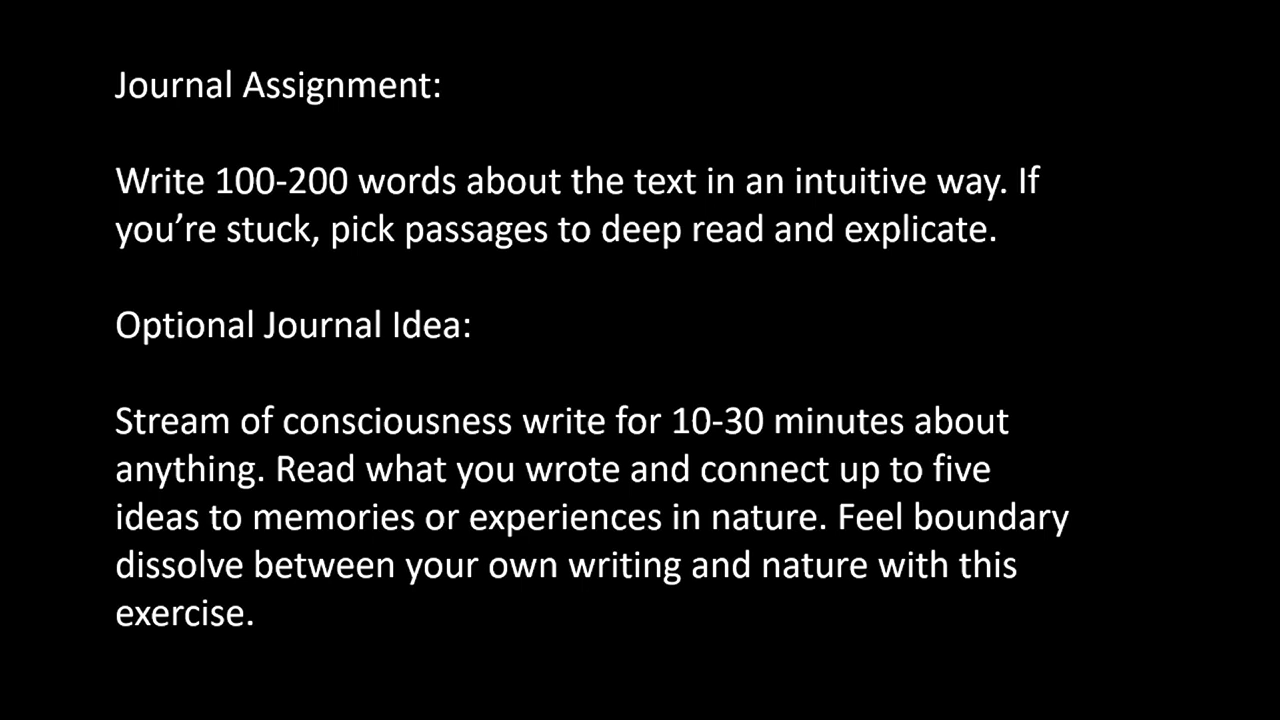 Journal Assignment:
Write 100-200 words about the text in an intuitive way. If
you’re stuck, pick passages to deep read and explicate.
Optional Journal Idea:
Stream of consciousness write for 10-30 minutes about
anything. Read what you wrote and connect up to five
ideas to memories or experiences in nature. Feel boundary
dissolve between your own writing and nature with this
exercise.